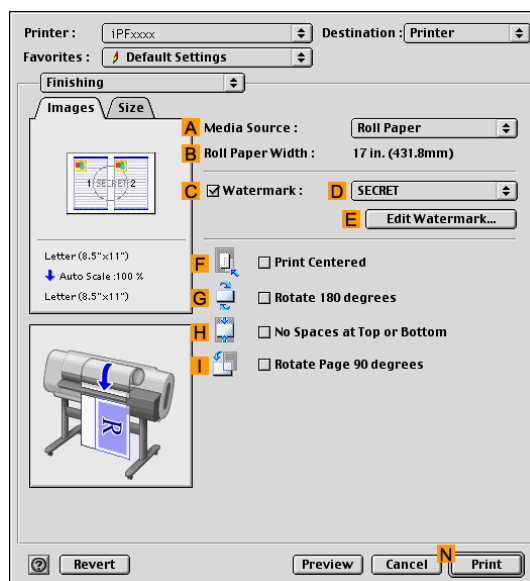 Printer : iPFxxxx Destination : Printer
Favorites : Default Settings
Finishing
Images Size
A Media Source : Roll Paper
B Roll Paper Width : 17 in. (431.8mm)
1 SECRET 2
C Watermark : D SECRET
E Edit Watermark...
Letter (8.5"x11")
Auto Scale :100 %
Letter (8.5"x11")
F Print Centered
G Rotate 180 degrees
H No Spaces at Top or Bottom
I Rotate Page 90 degrees
R
N
? Revert Preview Cancel Print